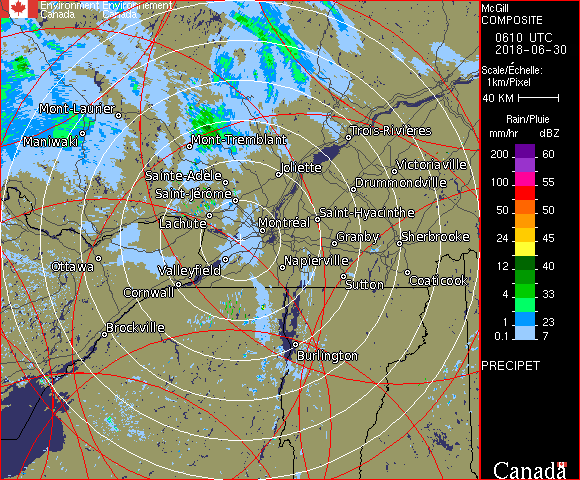 Environment Environnement
Canada Canada
Mont-Laurier
Maniwaki
Mont-Tremblant
Trois-Rivières
Sainte-Adèle
Joliette
Victoriaville
Saint-Jérôme
Drummondville
Lachute
Saint-Hyacinthe
Montréal
Granby
Sherbrooke
Ottawa
Valleyfield
Napierville
Cornwall
Sutton
Coaticook
Brockville
Burlington
McGill
COMPOSITE
0610 UTC
2018-06-30
Scale/Échelle:
1km/Pixel
40 KM
Rain/Pluie
mm/hr dBZ
200 60
100 55
50 50
24 45
12 40
4 33
1 23
0.1 7
PRECIPET
Canada